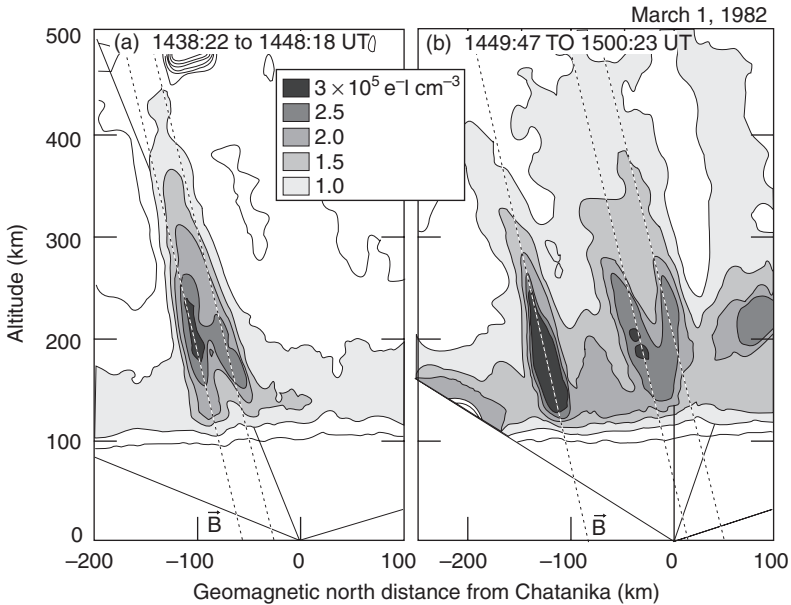 March 1, 1982
(a) 1438:22 to 1448:18 UT
(b) 1449:47 TO 1500:23 UT
3 × 10⁵ e⁻l cm⁻³
2.5
2.0
1.5
1.0
500
400
300
200
100
0
Altitude (km)
B⃗
B⃗
−200 −100 0 100
−200 −100 0 100
Geomagnetic north distance from Chatanika (km)